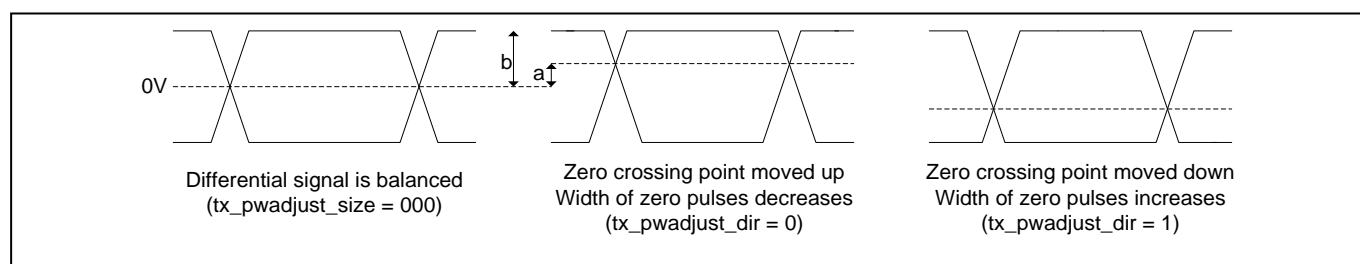 0V
b
a
Differential signal is balanced
(tx_pwadjust_size = 000)
Zero crossing point moved up
Width of zero pulses decreases
(tx_pwadjust_dir = 0)
Zero crossing point moved down
Width of zero pulses increases
(tx_pwadjust_dir = 1)